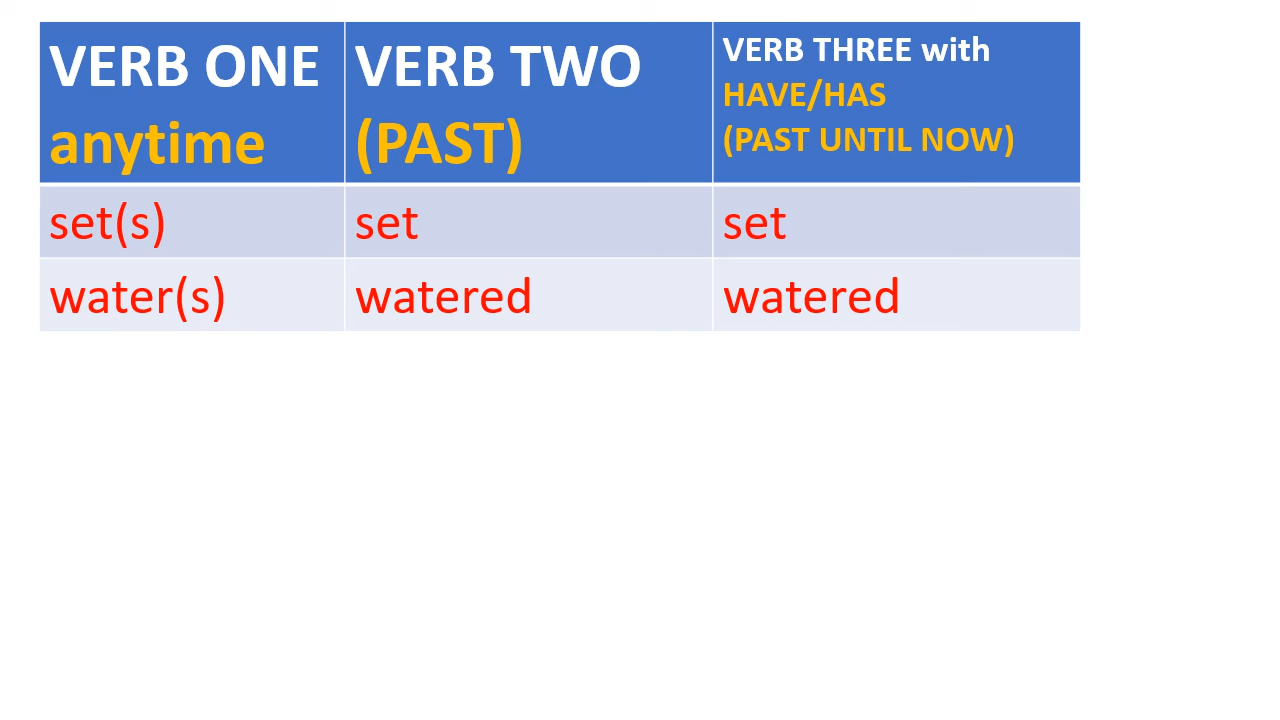 VERB ONE
anytime
VERB TWO
(PAST)
VERB THREE with
HAVE/HAS
(PAST UNTIL NOW)
set(s)
set
set
water(s)
watered
watered